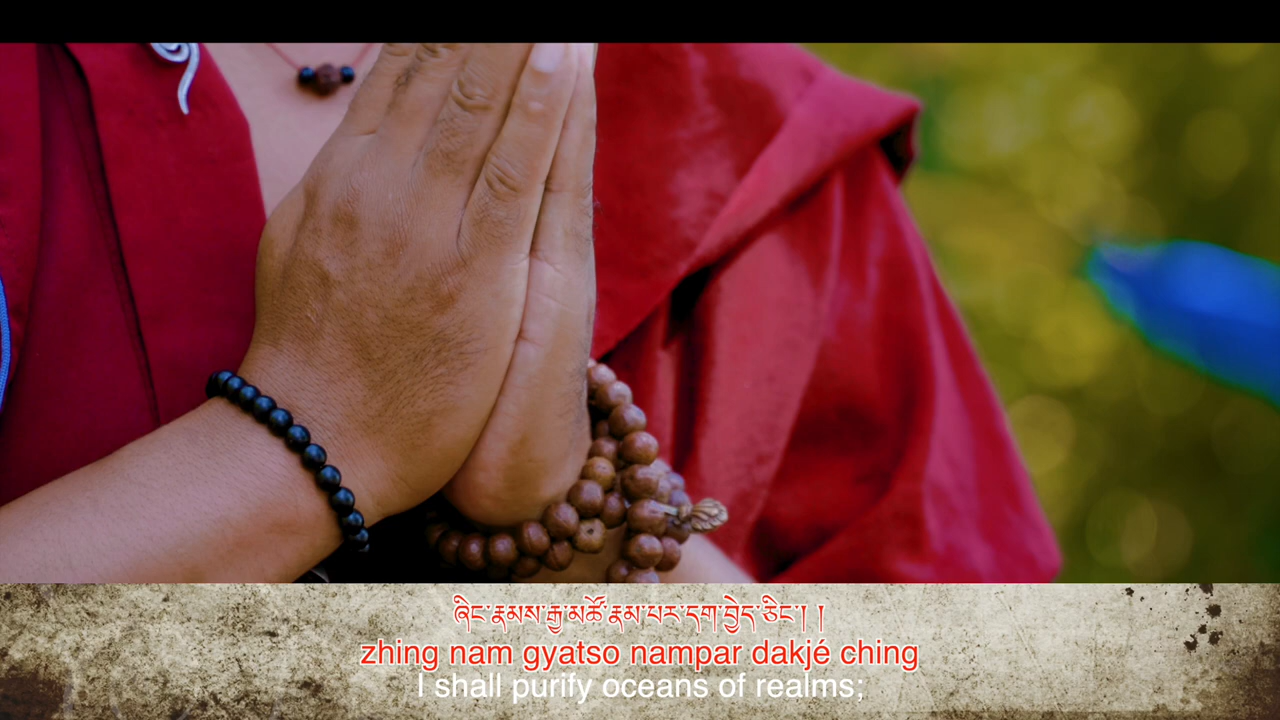 ཞིང་རྣམས་རྒྱ་མཚོ་རྣམ་པར་དག་བྱེད་ཅིང་། །
zhing nam gyatso nampar dakjé ching
I shall purify oceans of realms;